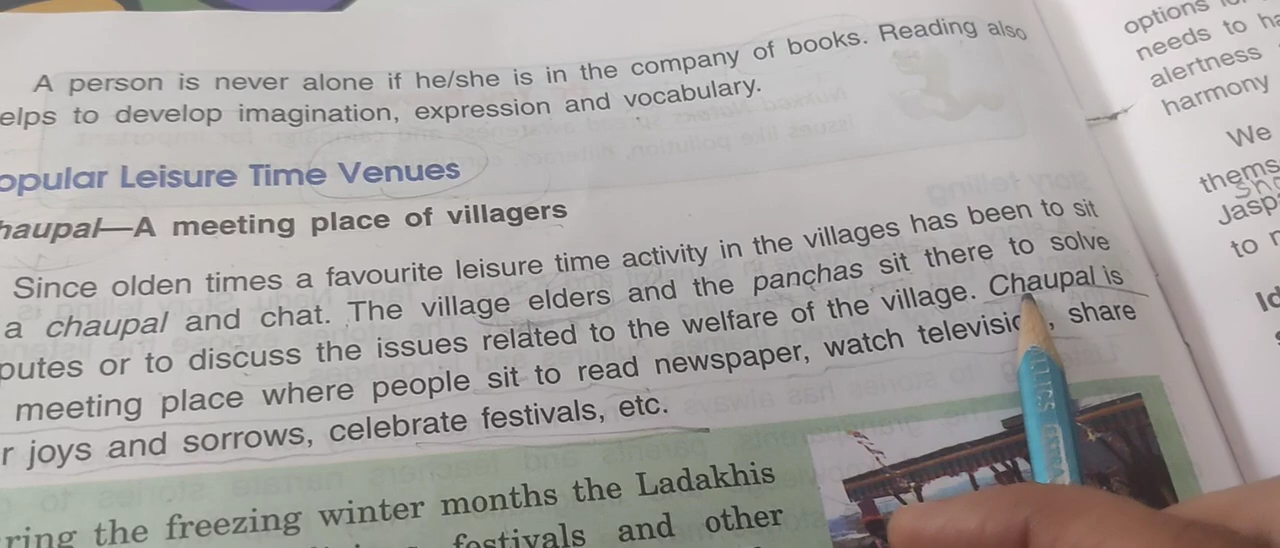 A person is never alone if he/she is in the company of books. Reading also
elps to develop imagination, expression and vocabulary.
opular Leisure Time Venues
haupal—A meeting place of villagers
Since olden times a favourite leisure time activity in the villages has been to sit
a chaupal and chat. The village elders and the panchas sit there to solve
putes or to discuss the issues related to the welfare of the village. Chaupal is
meeting place where people sit to read newspaper, watch televisio, share
r joys and sorrows, celebrate festivals, etc.
ring the freezing winter months the Ladakhis
festivals and other
options
needs to ha
alertness
harmony
We
thems
Jasp
to
Id